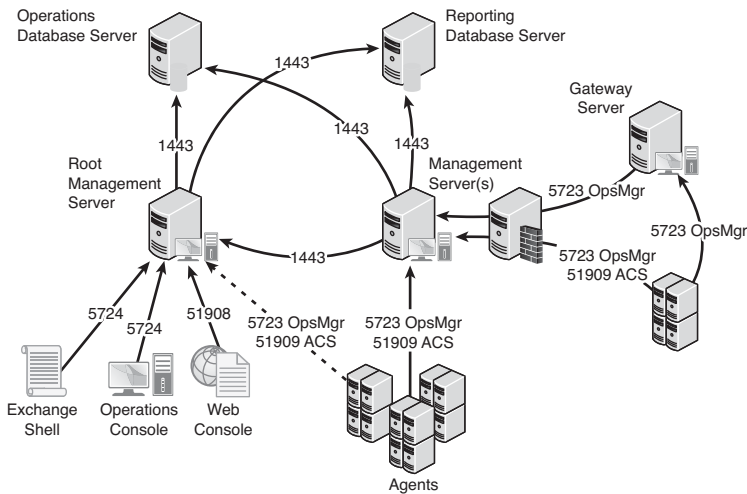 Operations
Database Server
Reporting
Database Server
1443
Gateway
Server
1443
1443
1443
Root
Management
Server
Management
Server(s)
5723 OpsMgr
5723 OpsMgr
5723 OpsMgr
51909 ACS
1443
5724
5724
51908
5723 OpsMgr
51909 ACS
5723 OpsMgr
51909 ACS
Exchange
Shell
Operations
Console
Web
Console
Agents